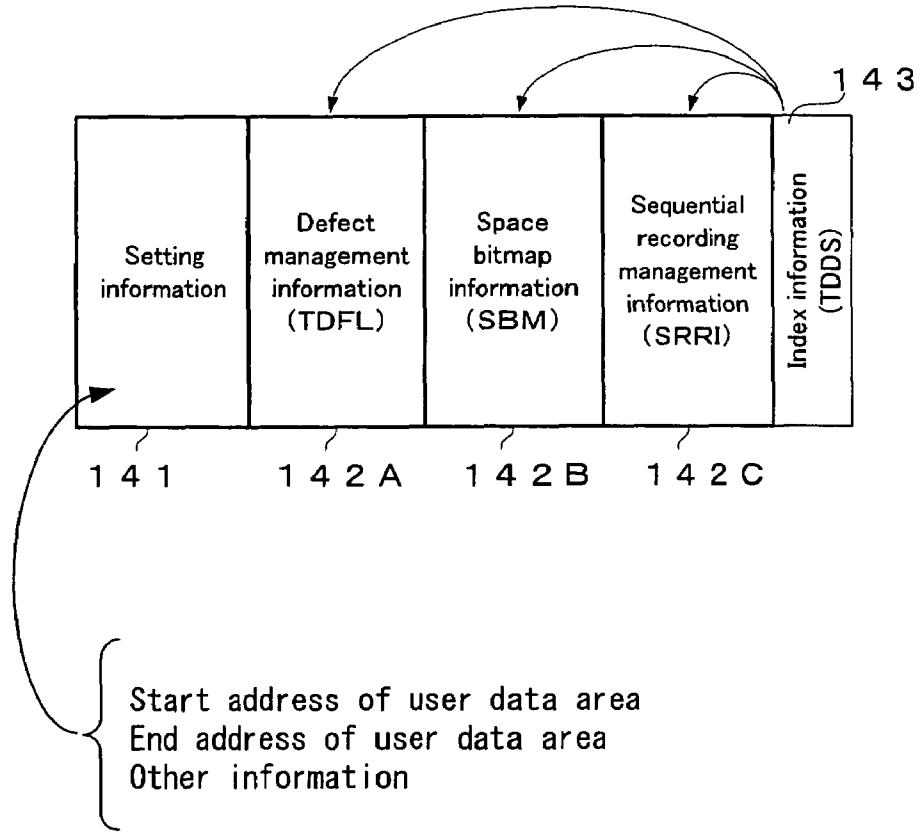 143
Setting
information
Defect
management
information
(TDFL)
Space
bitmap
information
(SBM)
Sequential
recording
management
information
(SRRI)
Index information
(TDDS)
141
142A
142B
142C
Start address of user data area
End address of user data area
Other information